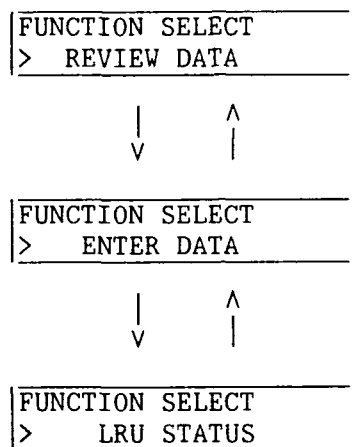 FUNCTION SELECT
> REVIEW DATA
FUNCTION SELECT
> ENTER DATA
FUNCTION SELECT
> LRU STATUS